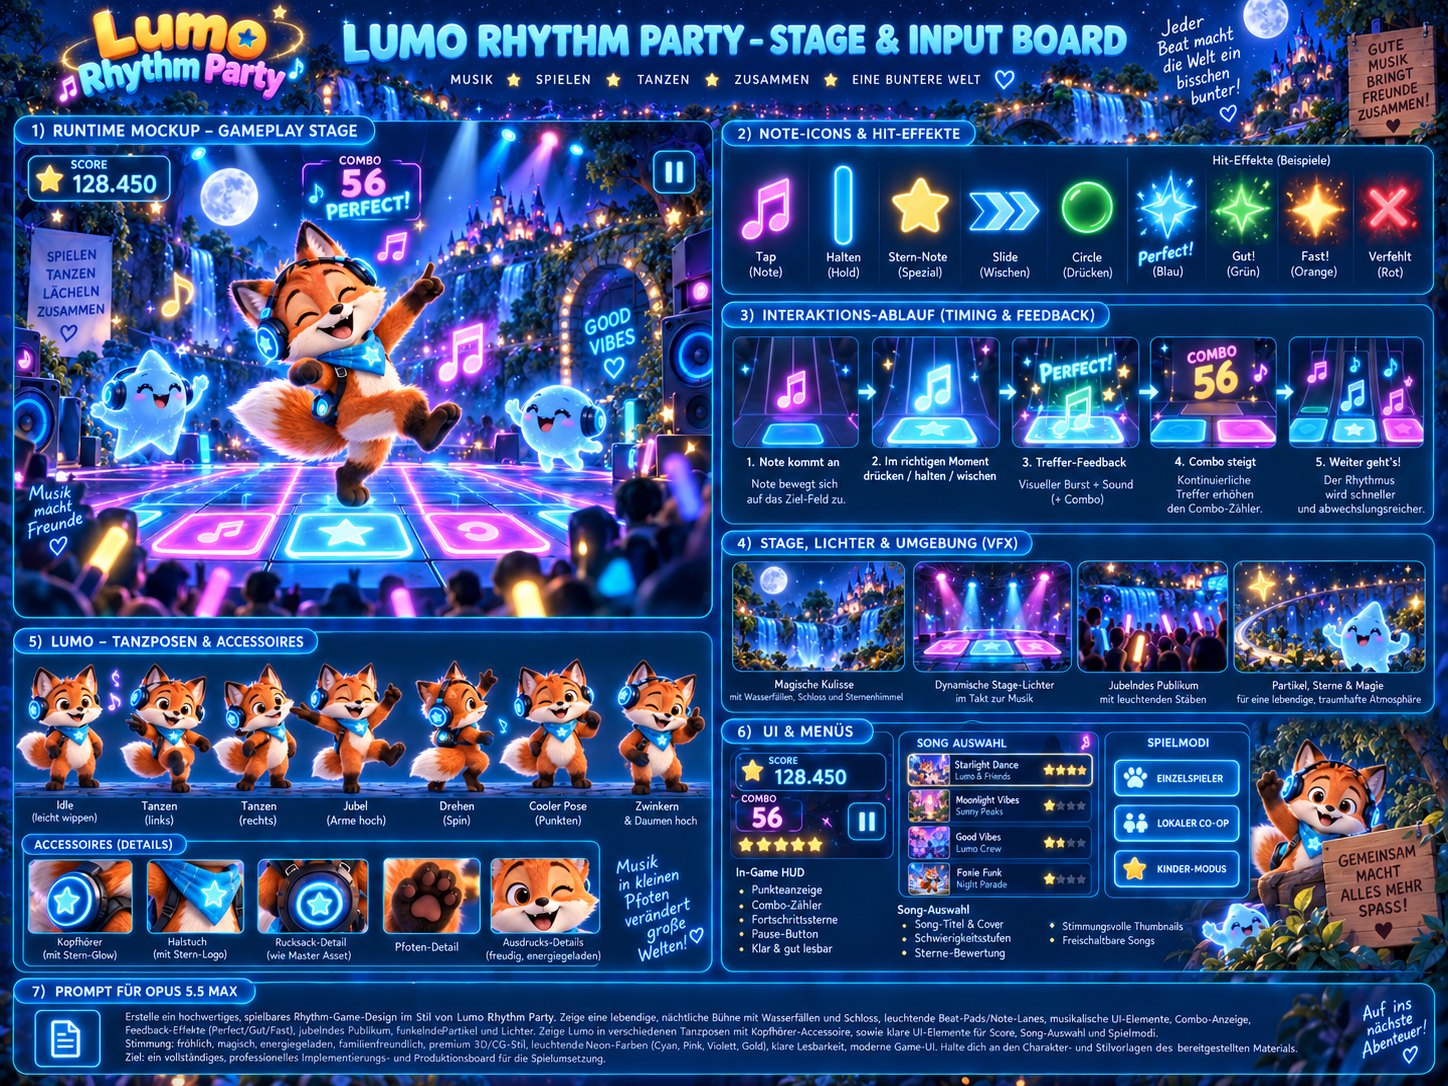 Lumo
Rhythm Party
LUMO RHYTHM PARTY – STAGE & INPUT BOARD
MUSIK ★ SPIELEN ★ TANZEN ★ ZUSAMMEN ★ EINE BUNTERE WELT
Jeder
Beat macht
die Welt ein
bisschen
bunter!
GUTE
MUSIK
BRINGT
FREUNDE
ZUSAMMEN!
1) RUNTIME MOCKUP – GAMEPLAY STAGE
SCORE
128.450
COMBO
56
PERFECT!
SPIELEN
TANZEN
LÄCHELN
ZUSAMMEN
GOOD
VIBES
Musik
macht
Freunde
2) NOTE-ICONS & HIT-EFFEKTE
Hit-Effekte (Beispiele)
Tap
(Note)
Halten
(Hold)
Stern-Note
(Spezial)
Slide
(Wischen)
Circle
(Drücken)
Perfect!
(Blau)
Gut!
(Grün)
Fast!
(Orange)
Verfehlt
(Rot)
3) INTERAKTIONS-ABLAUF (TIMING & FEEDBACK)
PERFECT!
COMBO
56
1. Note kommt an
Note bewegt sich
auf das Ziel-Feld zu.
2. Im richtigen Moment
drücken / halten / wischen
3. Treffer-Feedback
Visueller Burst + Sound
(+ Combo)
4. Combo steigt
Kontinuierliche
Treffer erhöhen
den Combo-Zähler.
5. Weiter geht's!
Der Rhythmus
wird schneller
und abwechslungsreicher.
4) STAGE, LICHTER & UMGEBUNG (VFX)
Magische Kulisse
mit Wasserfällen, Schloss und Sternenhimmel
Dynamische Stage-Lichter
im Takt zur Musik
Jubelndes Publikum
mit leuchtenden Stäben
Partikel, Sterne & Magie
für eine lebendige, traumhafte Atmosphäre
5) LUMO – TANZPOSEN & ACCESSOIRES
Idle
(leicht wippen)
Tanzen
(links)
Tanzen
(rechts)
Jubel
(Arme hoch)
Drehen
(Spin)
Cooler Pose
(Punkten)
Zwinkern
& Daumen hoch
ACCESSOIRES (DETAILS)
Kopfhörer
(mit Stern-Glow)
Halstuch
(mit Stern-Logo)
Rucksack-Detail
(wie Master Asset)
Pfoten-Detail
Ausdrucks-Details
(freudig, energiegeladen)
Musik
in kleinen
Pfoten
verändert
große
Welten!
6) UI & MENÜS
SCORE
128.450
COMBO
56
In-Game HUD
• Punkteanzeige
• Combo-Zähler
• Fortschrittssterne
• Pause-Button
• Klar & gut lesbar
SONG AUSWAHL
Starlight Dance
Lumo & Friends
Moonlight Vibes
Sunny Peaks
Good Vibes
Lumo Crew
Foxie Funk
Night Parade
Song-Auswahl
• Song-Titel & Cover
• Schwierigkeitsstufen
• Sterne-Bewertung
• Stimmungsvolle Thumbnails
• Freischaltbare Songs
SPIELMODI
EINZELSPIELER
LOKALER CO-OP
KINDER-MODUS
GEMEINSAM
MACHT
ALLES MEHR
SPASS!
7) PROMPT FÜR OPUS 5.5 MAX
Erstelle ein hochwertiges, spielbares Rhythm-Game-Design im Stil von Lumo Rhythm Party. Zeige eine lebendige, nächtliche Bühne mit Wasserfällen und Schloss, leuchtende Beat-Pads/Note-Lanes, musikalische UI-Elemente, Combo-Anzeige,
Feedback-Effekte (Perfect/Gut/Fast), jubelndes Publikum, funkelndePartikel und Lichter. Zeige Lumo in verschiedenen Tanzposen mit Kopfhörer-Accessoire, sowie klare UI-Elemente für Score, Song-Auswahl und Spielmodi.
Stimmung: fröhlich, magisch, energiegeladen, familienfreundlich, premium 3D/CG-Stil, leuchtende Neon-Farben (Cyan, Pink, Violett, Gold), klare Lesbarkeit, moderne Game-UI. Halte dich an den Charakter- und Stilvorlagen des bereitgestellten Materials.
Ziel: ein vollständiges, professionelles Implementierungs- und Produktionsboard für die Spielumsetzung.
Auf ins
nächste
Abenteuer!